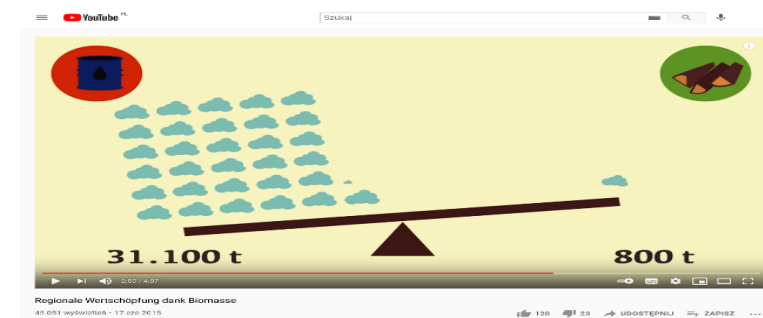 YouTube PL
Szukaj
31.100 t
800 t
2:55 / 4:07
Regionale Wertschöpfung dank Biomasse
45 051 wyświetleń • 17 cze 2015
120
23
UDOSTĘPNIJ
ZAPISZ